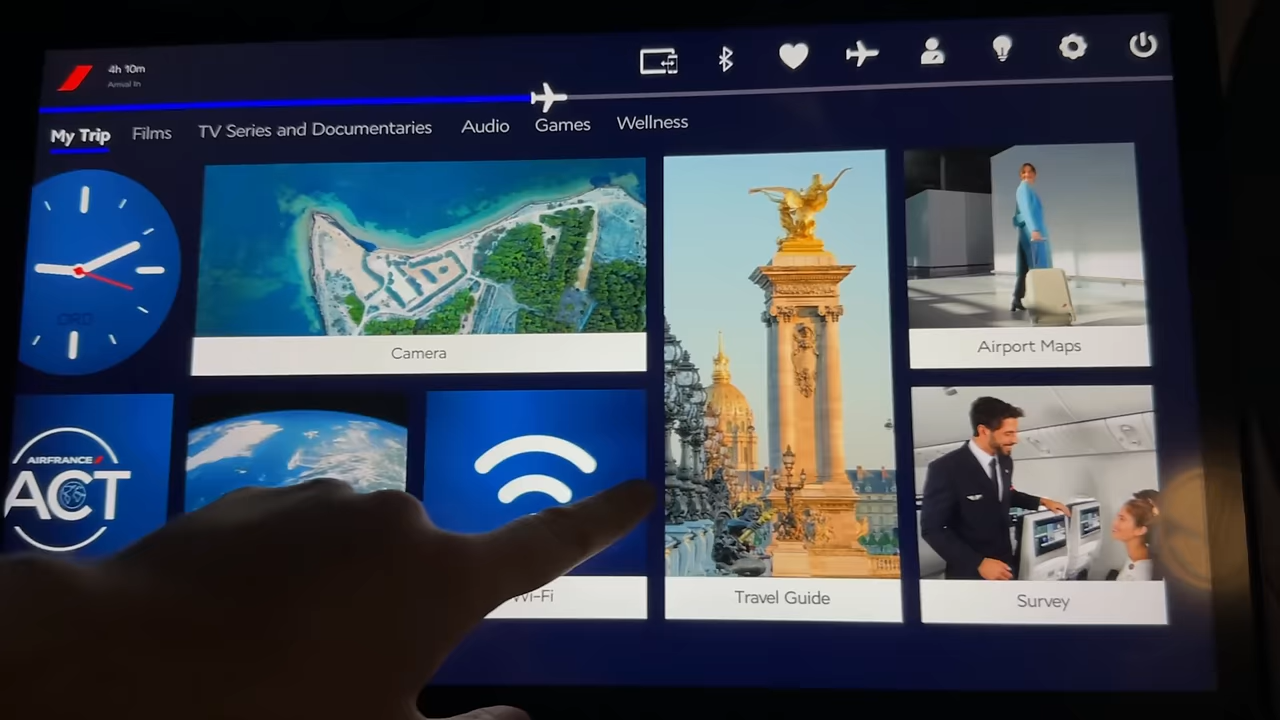 4h 10m
Arrival in
My Trip
Films
TV Series and Documentaries
Audio
Games
Wellness
ORD
Camera
Airport Maps
AIRFRANCE
ACT
Wi-Fi
Travel Guide
Survey